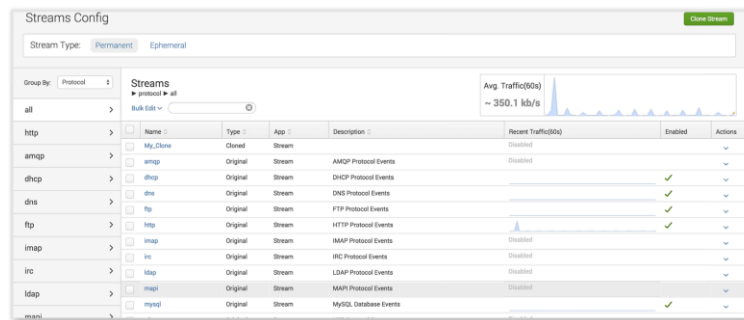 Streams Config
Clone Stream
Stream Type: Permanent Ephemeral
Group By: Protocol
all
http
amqp
dhcp
dns
ftp
imap
irc
ldap
mapi
Streams
▶ protocol ▶ all
Bulk Edit
Avg. Traffic(60s)
~ 350.1 kb/s
Name Type App Description Recent Traffic(60s) Enabled Actions
My_Clone Cloned Stream Disabled
amqp Original Stream AMQP Protocol Events Disabled
dhcp Original Stream DHCP Protocol Events
dns Original Stream DNS Protocol Events
ftp Original Stream FTP Protocol Events
http Original Stream HTTP Protocol Events
imap Original Stream IMAP Protocol Events Disabled
irc Original Stream IRC Protocol Events Disabled
ldap Original Stream LDAP Protocol Events Disabled
mapi Original Stream MAPI Protocol Events Disabled
mysql Original Stream MySQL Database Events